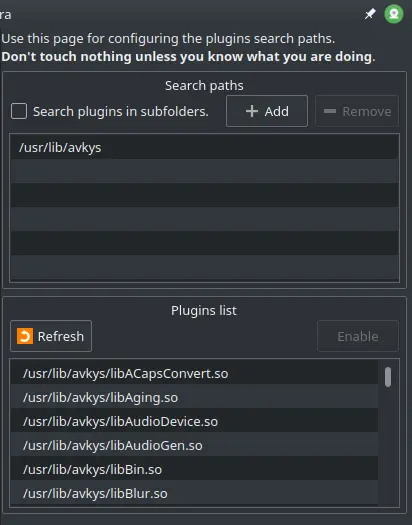 ra
Use this page for configuring the plugins search paths.
Don't touch nothing unless you know what you are doing.
Search paths
Search plugins in subfolders.
Add
Remove
/usr/lib/avkys
Plugins list
Refresh
Enable
/usr/lib/avkys/libACapsConvert.so
/usr/lib/avkys/libAging.so
/usr/lib/avkys/libAudioDevice.so
/usr/lib/avkys/libAudioGen.so
/usr/lib/avkys/libBin.so
/usr/lib/avkys/libBlur.so